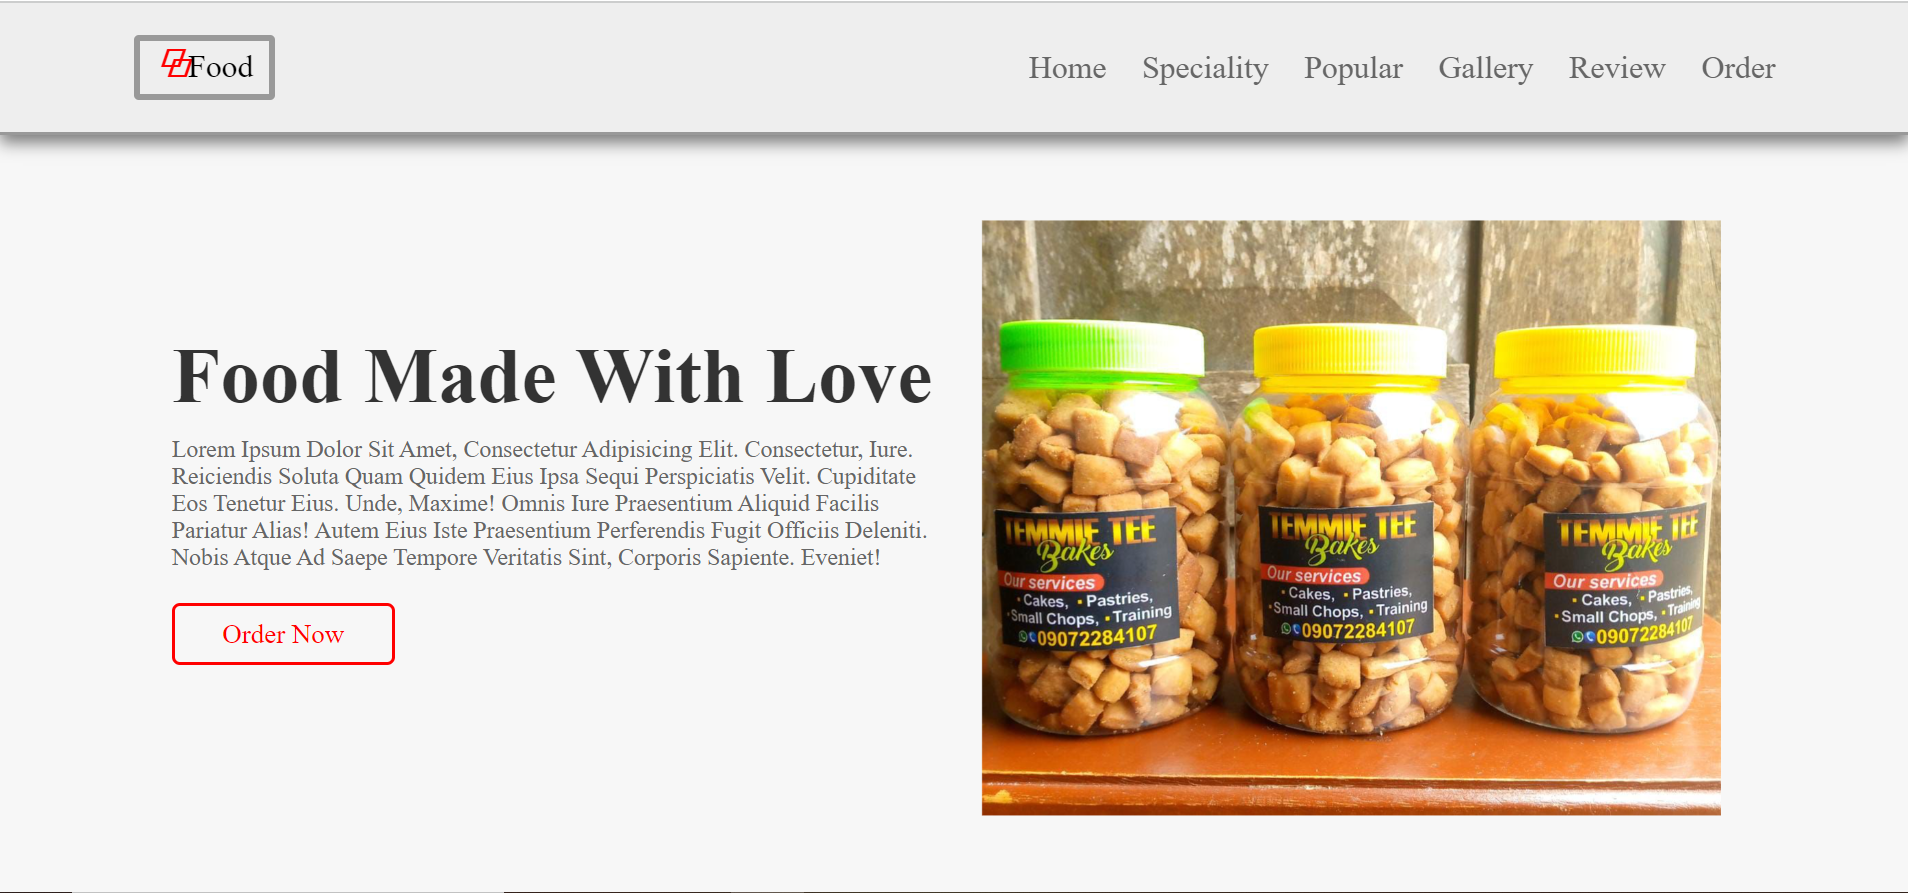 Food
Home Speciality Popular Gallery Review Order
Food Made With Love
Lorem Ipsum Dolor Sit Amet, Consectetur Adipisicing Elit. Consectetur, Iure.
Reiciendis Soluta Quam Quidem Eius Ipsa Sequi Perspiciatis Velit. Cupiditate
Eos Tenetur Eius. Unde, Maxime! Omnis Iure Praesentium Aliquid Facilis
Pariatur Alias! Autem Eius Iste Praesentium Perferendis Fugit Officiis Deleniti.
Nobis Atque Ad Saepe Tempore Veritatis Sint, Corporis Sapiente. Eveniet!
Order Now
TEMMIE TEE
Bakes
Our services
• Cakes, • Pastries,
• Small Chops, • Training
09072284107
TEMMIE TEE
Bakes
Our services
• Cakes, • Pastries,
• Small Chops, • Training
09072284107
TEMMIE TEE
Bakes
Our services
• Cakes, • Pastries,
• Small Chops, • Training
09072284107